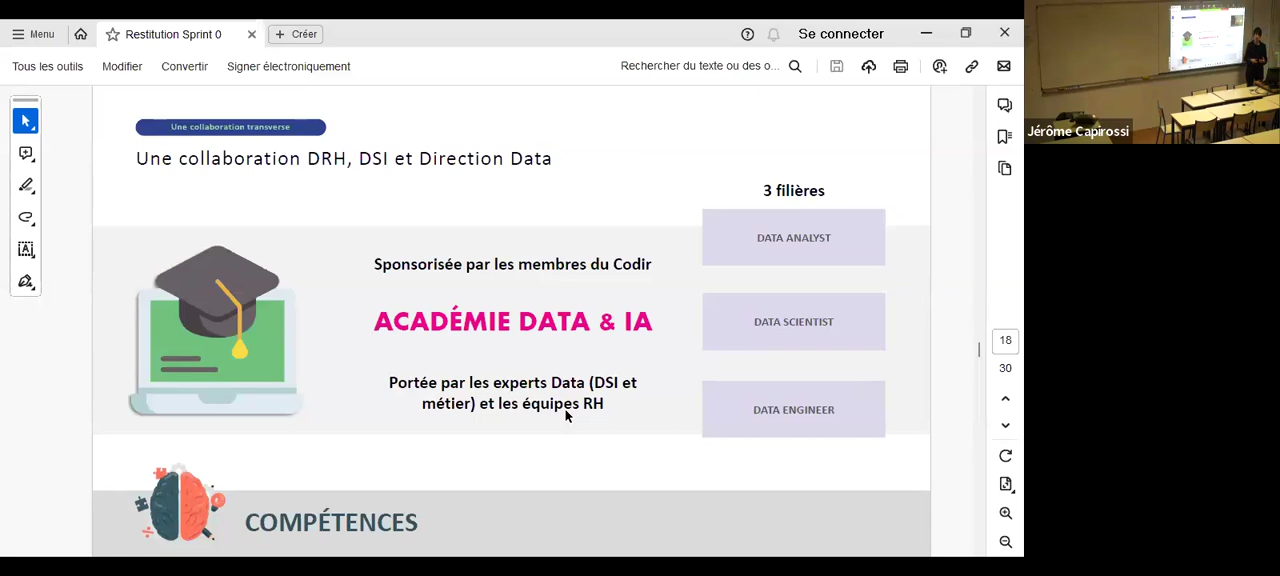 Menu
Restitution Sprint 0
Créer
Se connecter
Tous les outils
Modifier
Convertir
Signer électroniquement
Rechercher du texte ou des o...
Une collaboration transverse
Une collaboration DRH, DSI et Direction Data
3 filières
DATA ANALYST
Sponsorisée par les membres du Codir
ACADÉMIE DATA & IA
DATA SCIENTIST
Portée par les experts Data (DSI et
métier) et les équipes RH
DATA ENGINEER
COMPÉTENCES
18
30
Jérôme Capirossi